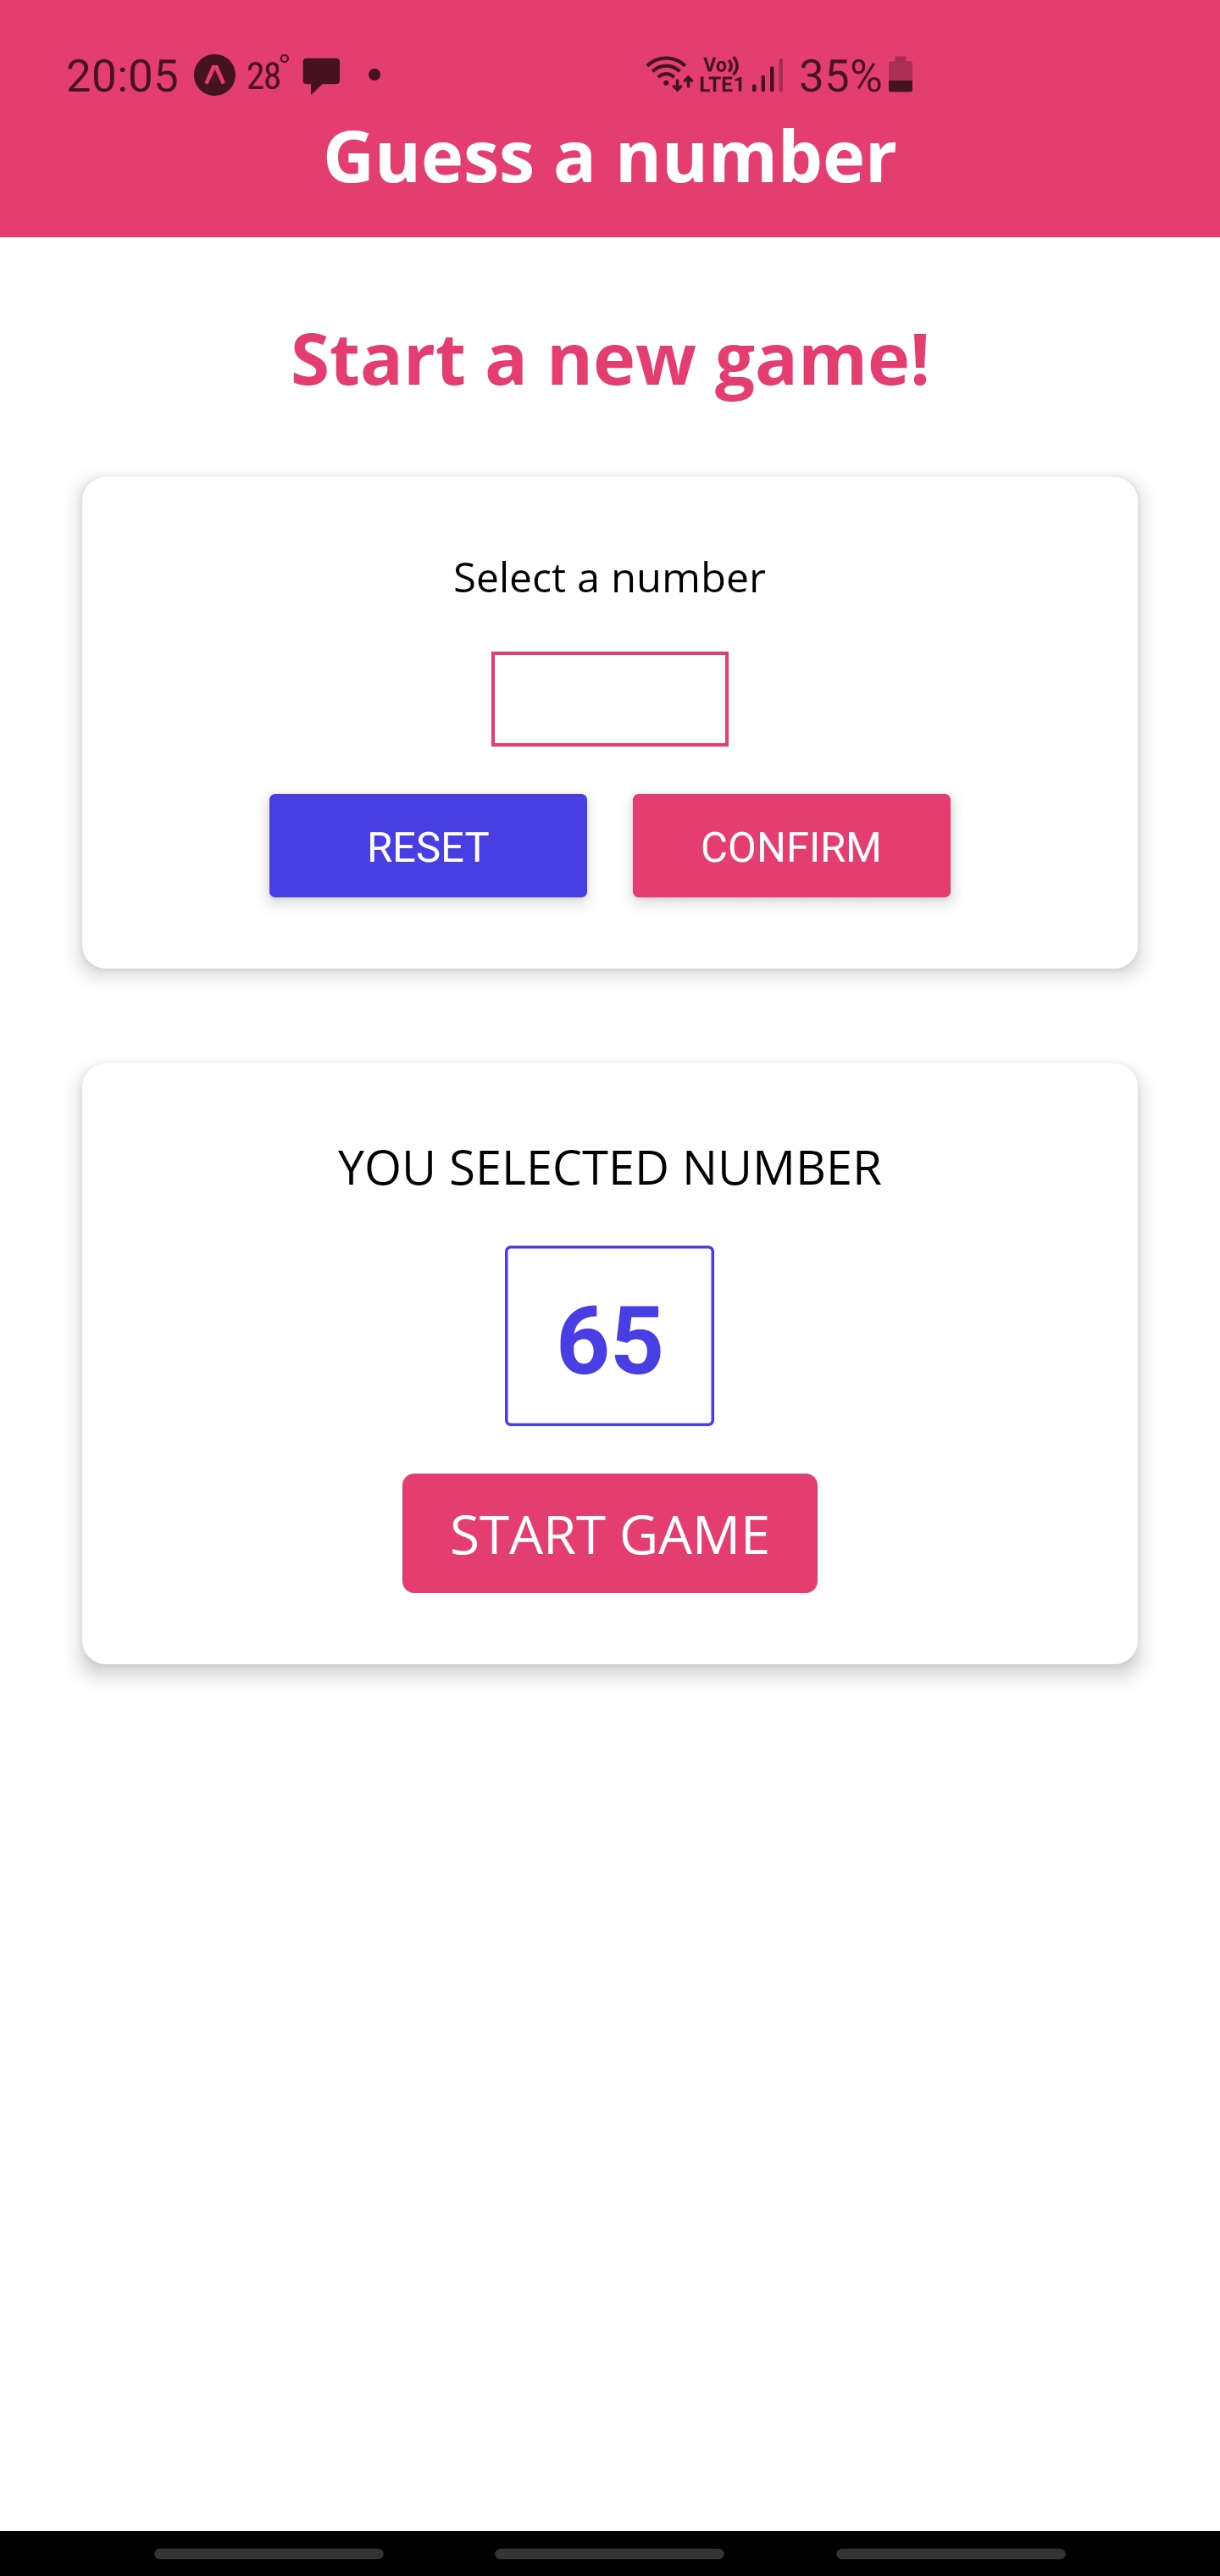 20:05 28° Vo)) LTE1 35%
Guess a number
Start a new game!
Select a number
RESET CONFIRM
YOU SELECTED NUMBER
65
START GAME